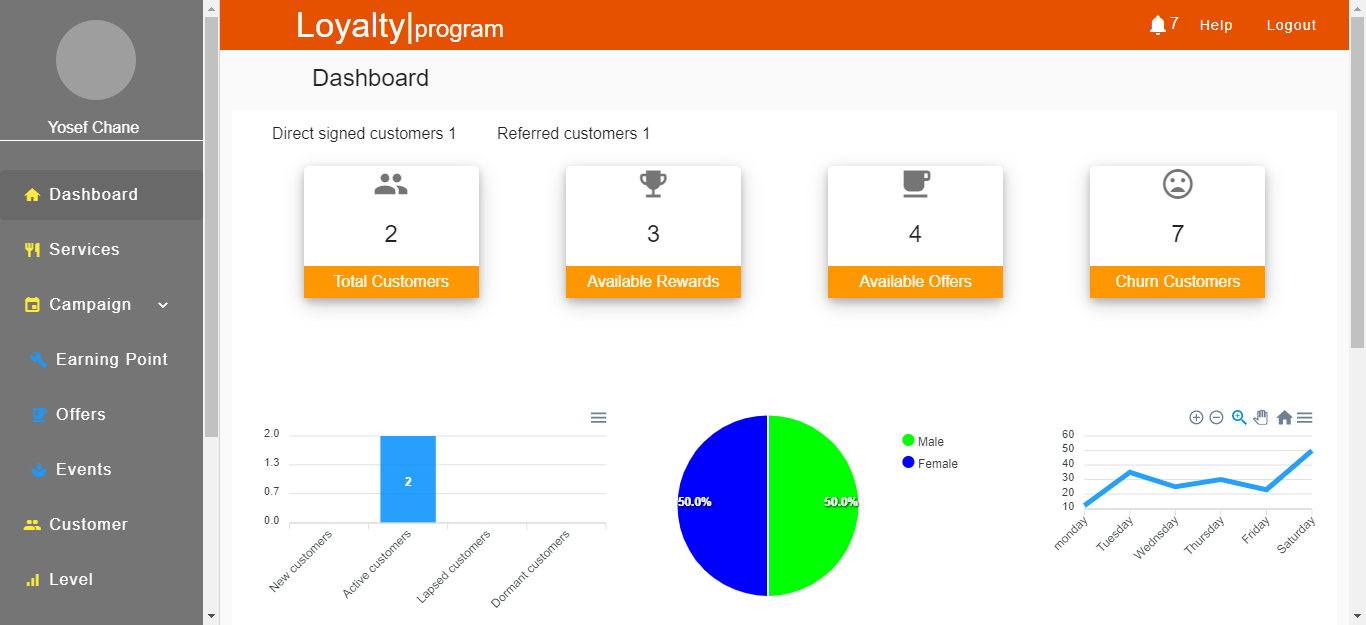 Loyalty|program
7 Help Logout
Yosef Chane
Dashboard
Services
Campaign
Earning Point
Offers
Events
Customer
Level
Dashboard
Direct signed customers 1 Referred customers 1
2
Total Customers
3
Available Rewards
4
Available Offers
7
Churn Customers
2.0
1.3
0.7
0.0
2
New customers
Active customers
Lapsed customers
Dormant customers
50.0%
50.0%
Male
Female
60
50
40
30
20
10
monday
Tuesday
Wednsday
Thursday
Friday
Saturday